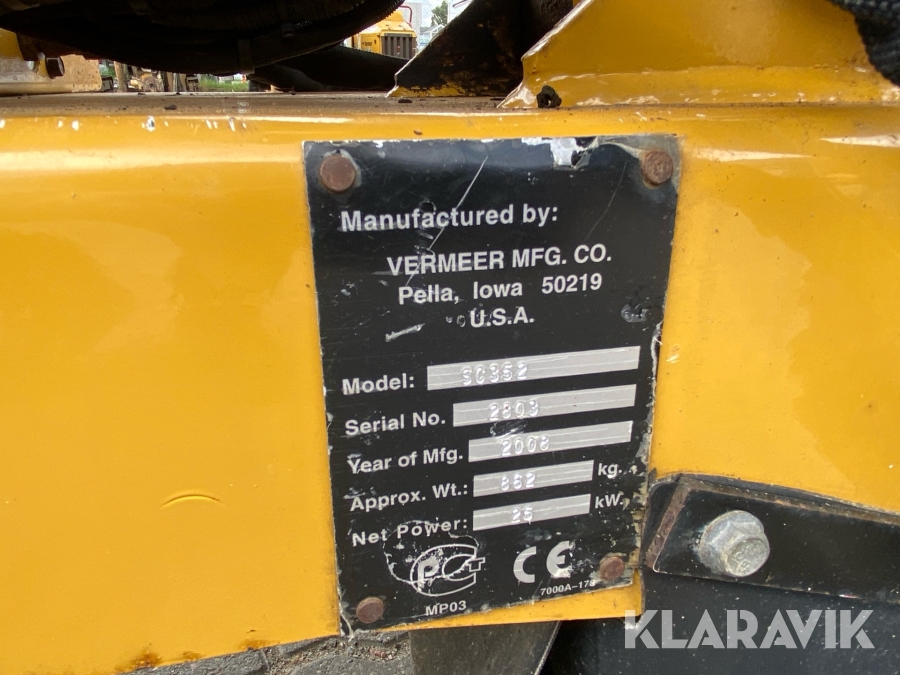 Manufactured by:
VERMEER MFG. CO.
Pella, Iowa 50219
U.S.A.
Model: SC352
Serial No. 2803
Year of Mfg. 2008
Approx. Wt.: 862 kg.
Net Power: 25 kW.
PCT CE
MP03 7000A-178
KLARAVIK